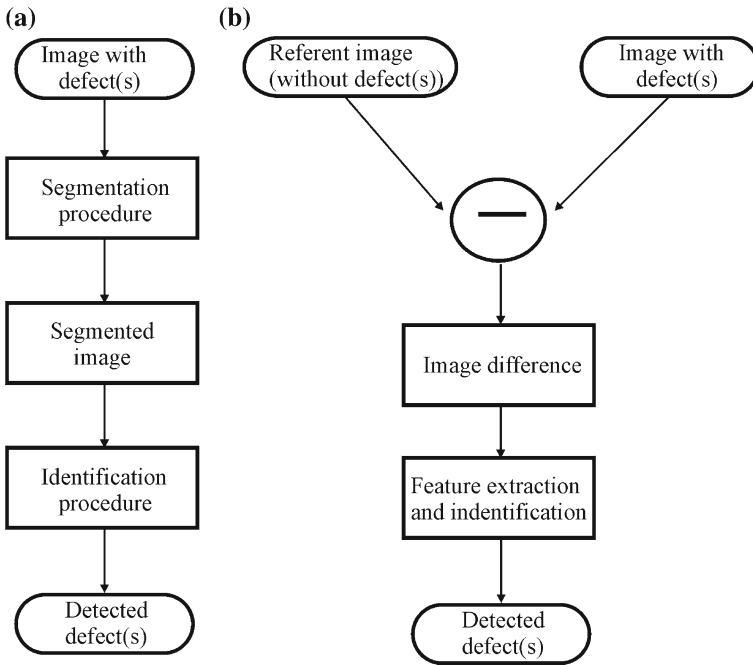 (a)
Image with
defect(s)
Segmentation
procedure
Segmented
image
Identification
procedure
Detected
defect(s)
(b)
Referent image
(without defect(s))
Image with
defect(s)
Image difference
Feature extraction
and indentification
Detected
defect(s)